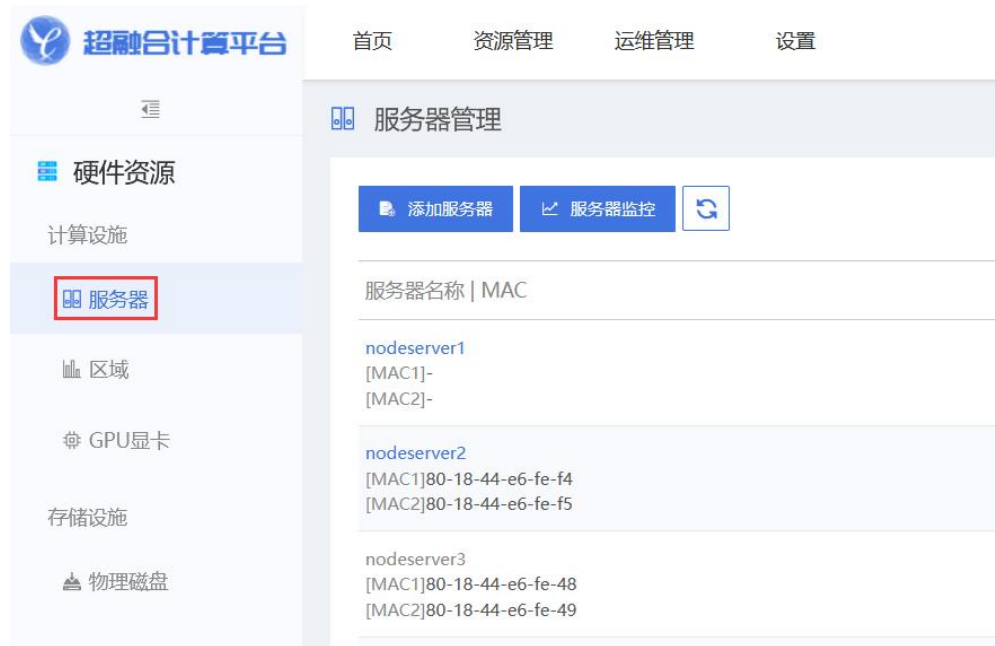 超融合计算平台
首页 资源管理 运维管理 设置
服务器管理
硬件资源
计算设施
服务器
区域
GPU显卡
存储设施
物理磁盘
添加服务器 服务器监控
服务器名称 | MAC
nodeserver1
[MAC1]-
[MAC2]-
nodeserver2
[MAC1]80-18-44-e6-fe-f4
[MAC2]80-18-44-e6-fe-f5
nodeserver3
[MAC1]80-18-44-e6-fe-48
[MAC2]80-18-44-e6-fe-49